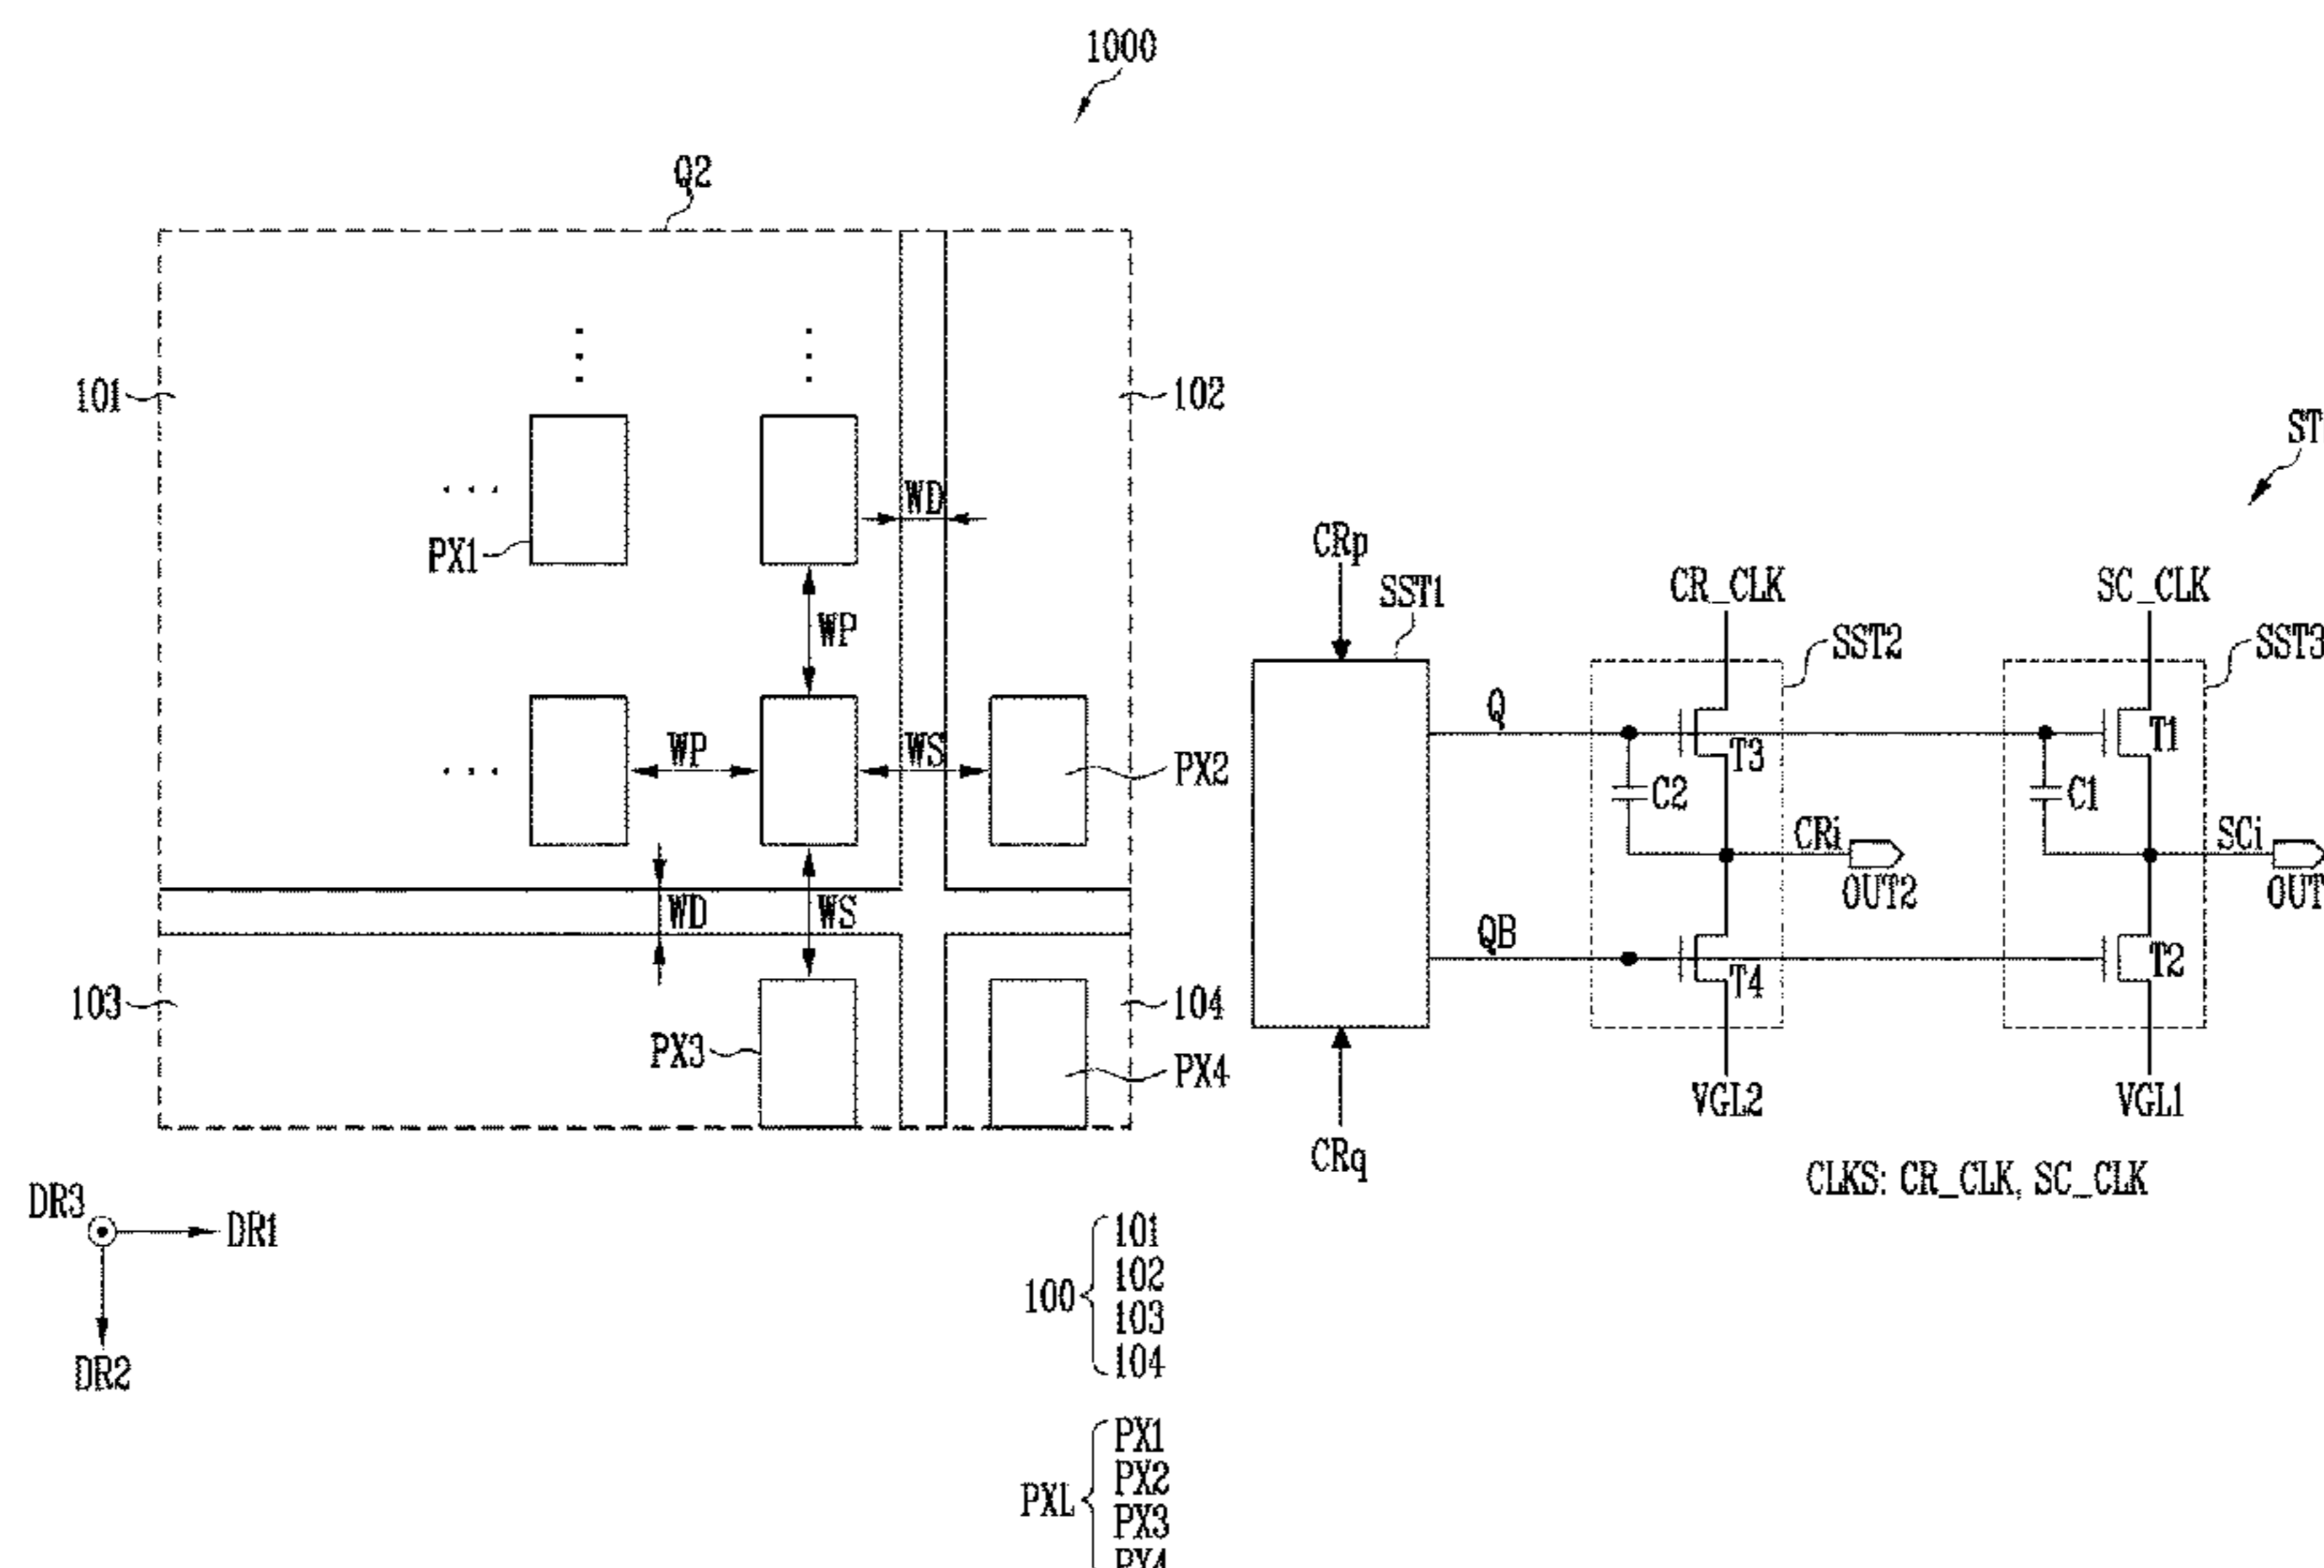 1000
Q2
101
102
PX1
WD
WP
WP
WS
PX2
WD
WS
103
104
PX3
PX4
DR3
DR1
DR2
100
101
102
103
104
PXL
PX1
PX2
PX3
PX4
ST
CRp
SST1
CR_CLK
SC_CLK
SST2
SST3
Q
T3
T1
C2
C1
CRi
SCi
OUT2
OUT
QB
T4
T2
VGL2
VGL1
CRq
CLKS: CR_CLK, SC_CLK